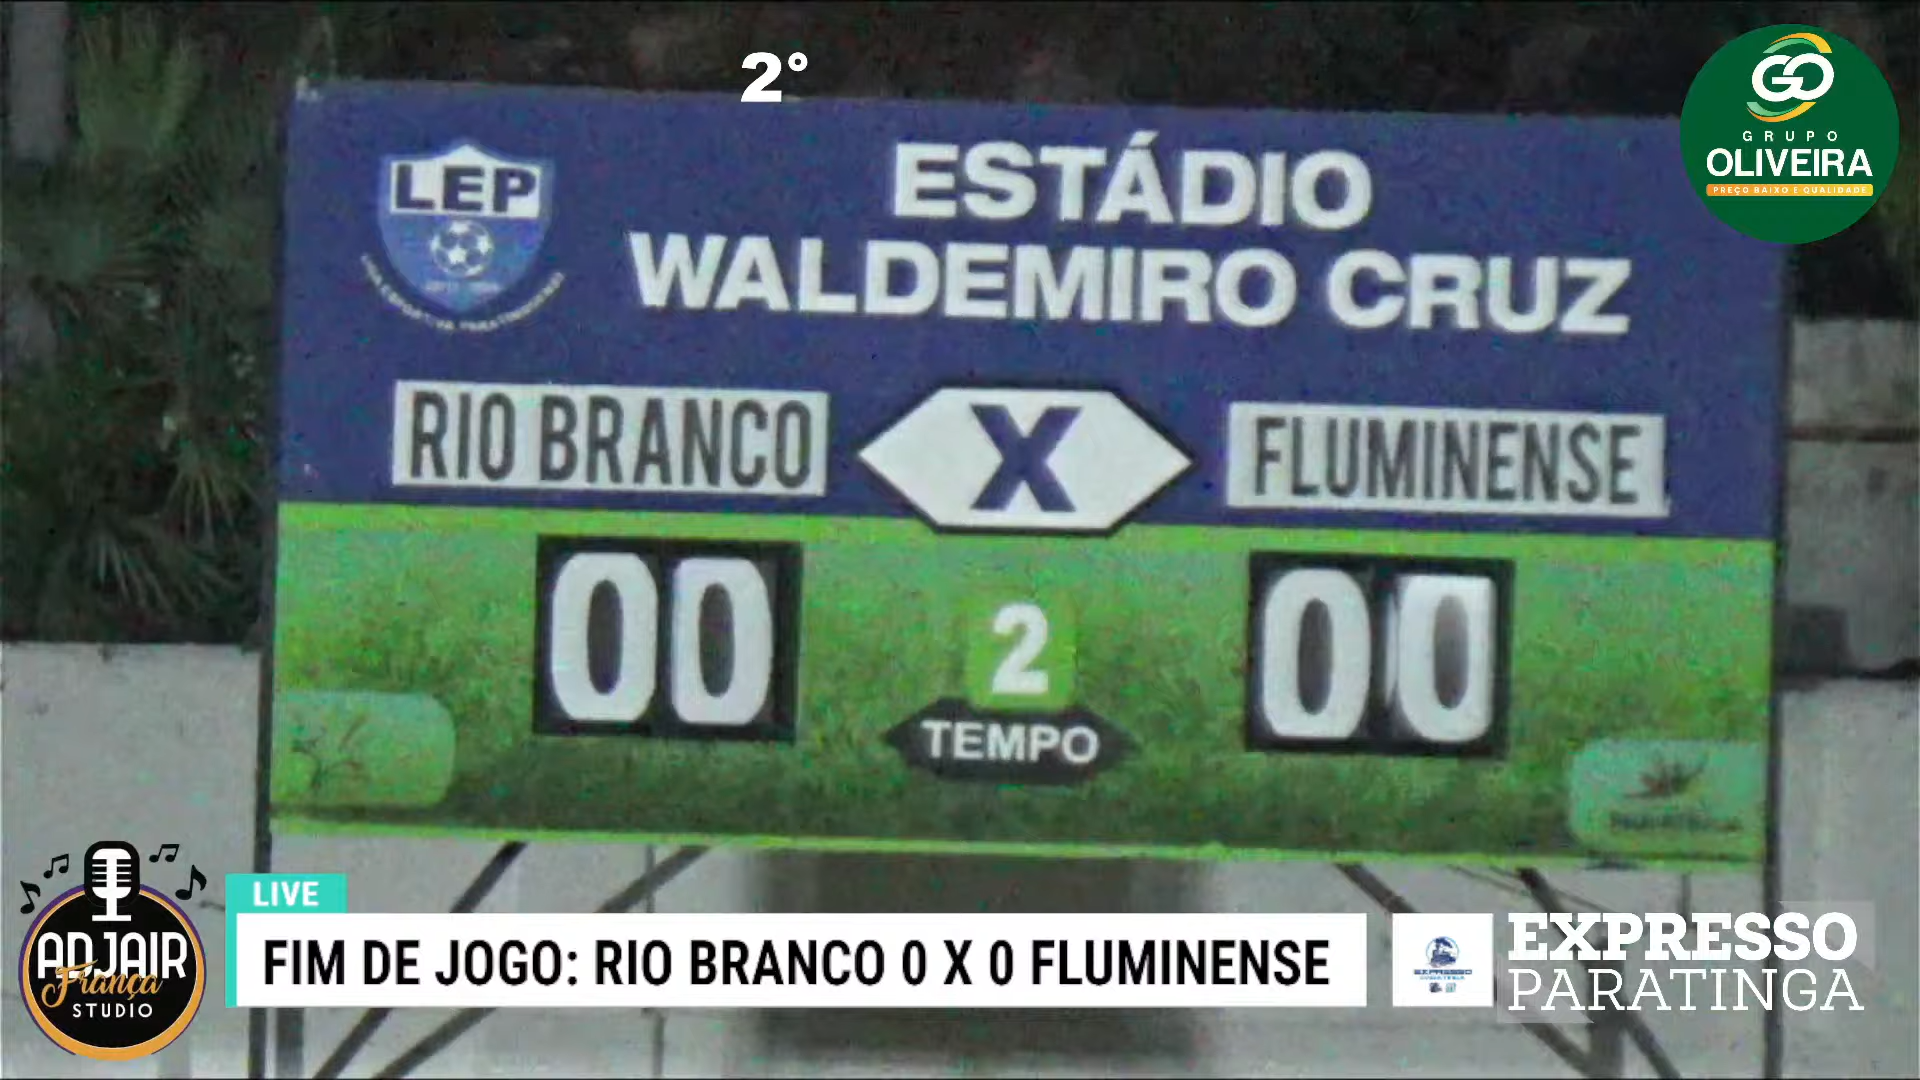 2°
GO
GRUPO
OLIVEIRA
PREÇO BAIXO E QUALIDADE
LEP
ESTÁDIO
WALDEMIRO CRUZ
RIO BRANCO X FLUMINENSE
00 2 00
TEMPO
ADJAIR
França
STUDIO
LIVE
FIM DE JOGO: RIO BRANCO 0 X 0 FLUMINENSE
EXPRESSO
EXPRESSO
PARATINGA